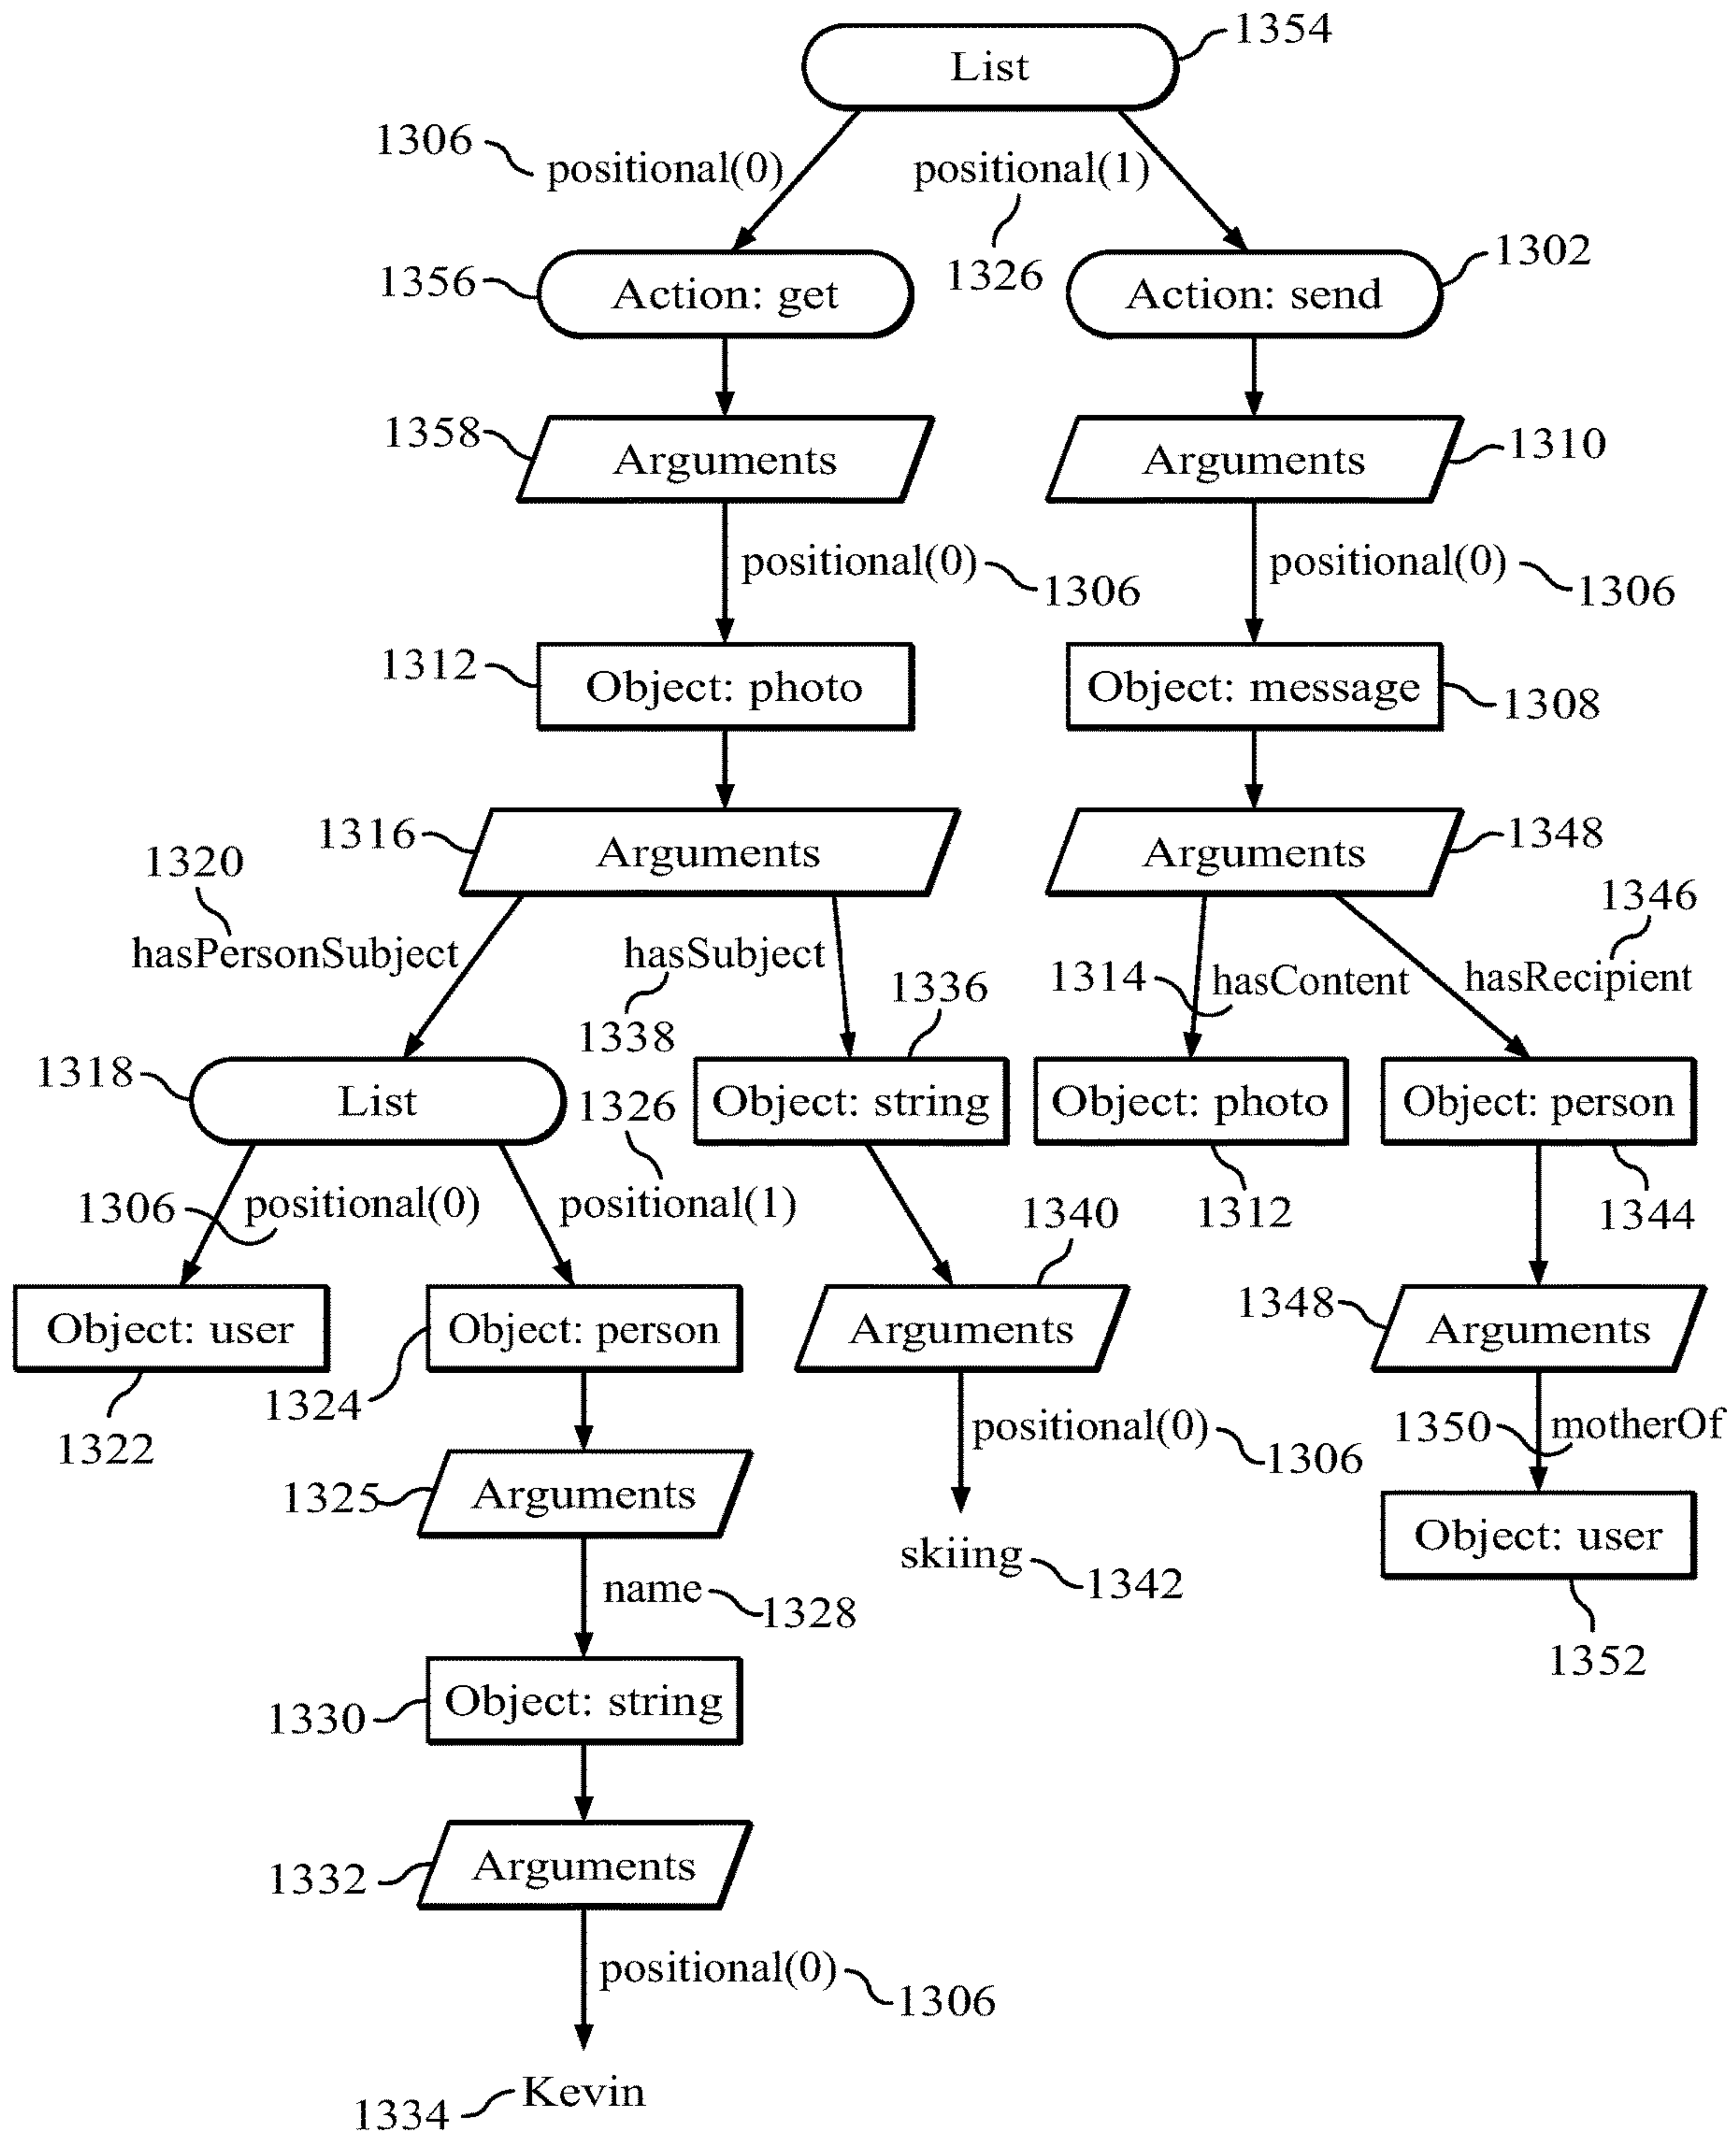 1354
List
1306
positional(0)
positional(1)
1326
1356
Action: get
Action: send
1302
1358
Arguments
Arguments
1310
positional(0)
1306
positional(0)
1306
1312
Object: photo
Object: message
1308
1316
Arguments
Arguments
1348
1320
hasPersonSubject
hasSubject
1338
1336
1314
hasContent
1346
hasRecipient
1318
List
1326
Object: string
Object: photo
Object: person
1306
positional(0)
positional(1)
1340
1312
1344
Object: user
1322
1324
Object: person
Arguments
1348
Arguments
positional(0)
1306
1350
motherOf
1325
Arguments
skiing
1342
Object: user
1352
name
1328
1330
Object: string
1332
Arguments
positional(0)
1306
1334
Kevin